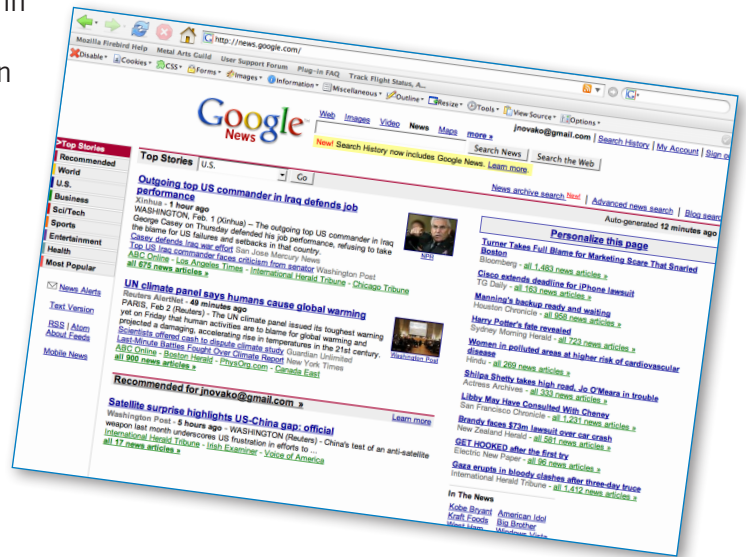 in
n
http://news.google.com/
G
Mozilla Firebird Help Metal Arts Guild User Support Forum Plug-in FAQ Track Flight Status, A...
Disable Cookies CSS Forms Images Information Miscellaneous Outline Resize Tools View Source Options
Google
News
Web Images Video News Maps more »
jnovako@gmail.com | Search History | My Account | Sign o
Search News Search the Web
New! Search History now includes Google News. Learn more.
News archive search New! | Advanced news search | Blog searc
>Top Stories
Recommended
World
U.S.
Business
Sci/Tech
Sports
Entertainment
Health
Most Popular
News Alerts
Text Version
RSS | Atom
About Feeds
Mobile News
Top Stories U.S. Go
Auto-generated 12 minutes ago
Outgoing top US commander in Iraq defends job
performance
Xinhua - 1 hour ago
WASHINGTON, Feb. 1 (Xinhua) -- The outgoing top US commander in Iraq
George Casey on Thursday defended his job performance, refusing to take
the blame for US failures and setbacks in that country.
Casey defends Iraq war effort San Jose Mercury News
Top US Iraq commander faces criticism from senator Washington Post
ABC Online - Los Angeles Times - International Herald Tribune - Chicago Tribune
all 675 news articles »
NPR
UN climate panel says humans cause global warming
Reuters AlertNet - 49 minutes ago
PARIS, Feb 2 (Reuters) - The UN climate panel issued its toughest warning
yet on Friday that human activities are to blame for global warming and
projected a damaging, accelerating rise in temperatures in the 21st century.
Scientists offered cash to dispute climate study Guardian Unlimited
Last-Minute Battles Fought Over Climate Report New York Times
ABC Online - Boston Herald - PhysOrg.com - Canada East
all 900 news articles »
Washington Post
Recommended for jnovako@gmail.com »
Learn more
Satellite surprise highlights US-China gap: official
Washington Post - 5 hours ago - WASHINGTON (Reuters) - China's test of an anti-satellite
weapon last month underscores US frustration in efforts to ...
International Herald Tribune - Irish Examiner - Voice of America
all 17 news articles »
Personalize this page
Turner Takes Full Blame for Marketing Scare That Snarled
Boston
Bloomberg - all 1,463 news articles »
Cisco extends deadline for iPhone lawsuit
TG Daily - all 163 news articles »
Manning's backup ready and waiting
Houston Chronicle - all 958 news articles »
Harry Potter's fate revealed
Sydney Morning Herald - all 723 news articles »
Women in polluted areas at higher risk of cardiovascular
disease
Hindu - all 269 news articles »
Shilpa Shetty takes high road, Jo O'Meara in trouble
Actress Archives - all 333 news articles »
Libby May Have Consulted With Cheney
San Francisco Chronicle - all 1,231 news articles »
Brandy faces $73m lawsuit over car crash
New Zealand Herald - all 581 news articles »
GET HOOKED after the first try
Electric New Paper - all 96 news articles »
Gaza erupts in bloody clashes after three-day truce
International Herald Tribune - all 1,412 news articles »
In The News
Kobe Bryant American Idol
Kraft Foods Big Brother
West Ham Windows Vista